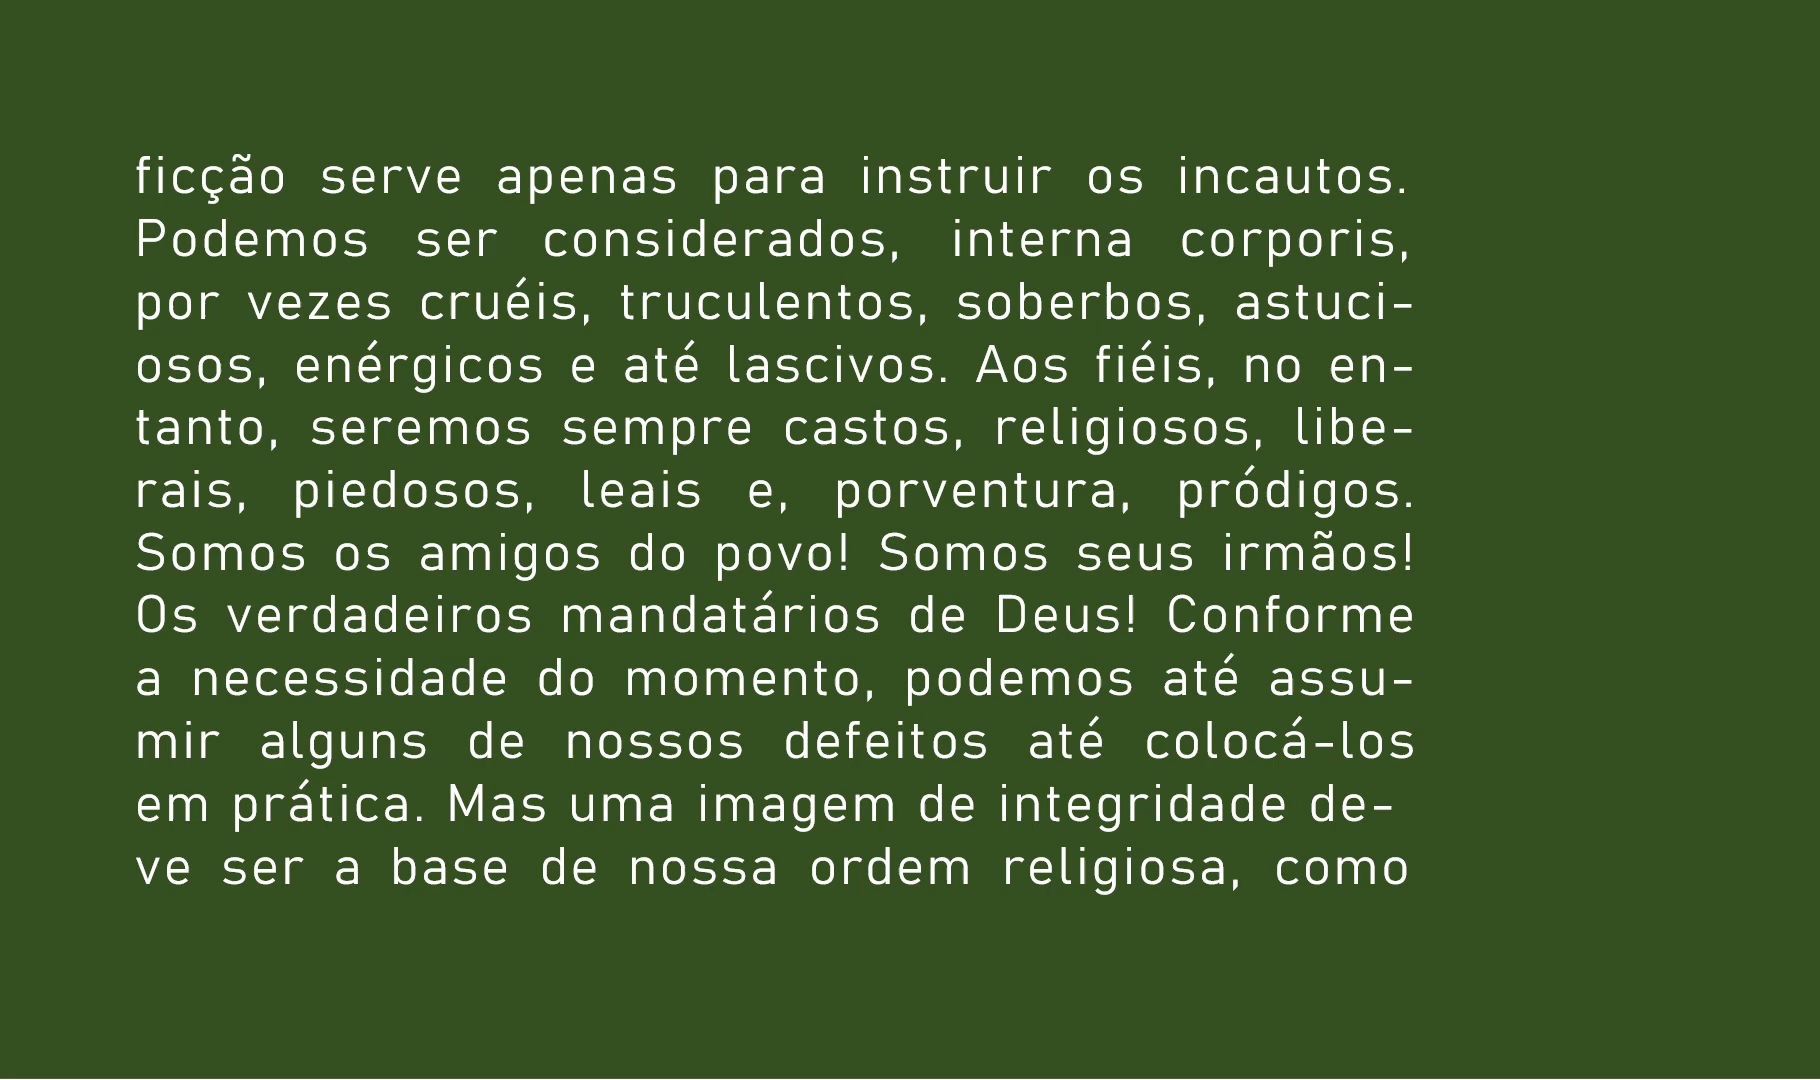 ficção serve apenas para instruir os incautos.
Podemos ser considerados, interna corporis,
por vezes cruéis, truculentos, soberbos, astuci-
osos, enérgicos e até lascivos. Aos fiéis, no en-
tanto, seremos sempre castos, religiosos, libe-
rais, piedosos, leais e, porventura, pródigos.
Somos os amigos do povo! Somos seus irmãos!
Os verdadeiros mandatários de Deus! Conforme
a necessidade do momento, podemos até assu-
mir alguns de nossos defeitos até colocá-los
em prática. Mas uma imagem de integridade de-
ve ser a base de nossa ordem religiosa, como